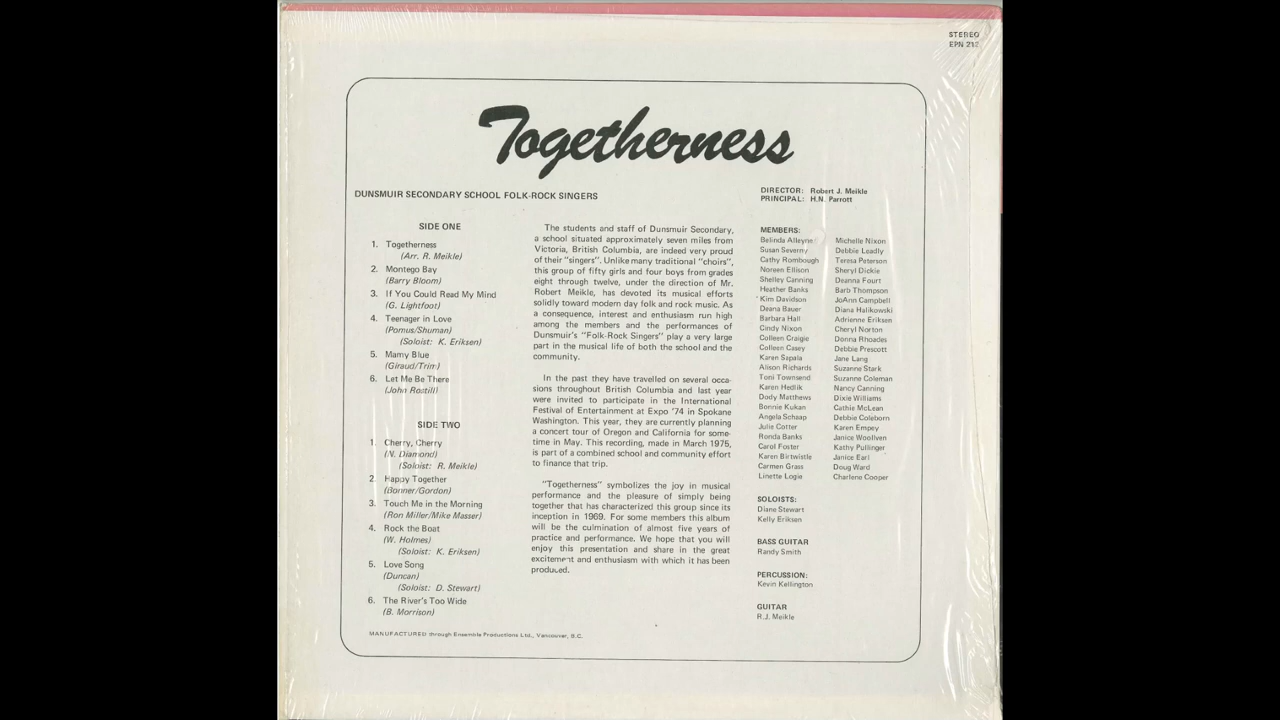 STEREO
EPN 212
Togetherness
DUNSMUIR SECONDARY SCHOOL FOLK-ROCK SINGERS
DIRECTOR: Robert J. Meikle
PRINCIPAL: H.N. Parrott
SIDE ONE
1. Togetherness
(Arr. R. Meikle)
2. Montego Bay
(Barry Bloom)
3. If You Could Read My Mind
(G. Lightfoot)
4. Teenager in Love
(Pomus/Shuman)
(Soloist: K. Eriksen)
5. Mamy Blue
(Giraud/Trim)
6. Let Me Be There
(John Rostill)
SIDE TWO
1. Cherry, Cherry
(N. Diamond)
(Soloist: R. Meikle)
2. Happy Together
(Bonner/Gordon)
3. Touch Me in the Morning
(Ron Miller/Mike Masser)
4. Rock the Boat
(W. Holmes)
(Soloist: K. Eriksen)
5. Love Song
(Duncan)
(Soloist: D. Stewart)
6. The River's Too Wide
(B. Morrison)
The students and staff of Dunsmuir Secondary,
a school situated approximately seven miles from
Victoria, British Columbia, are indeed very proud
of their "singers". Unlike many traditional "choirs",
this group of fifty girls and four boys from grades
eight through twelve, under the direction of Mr.
Robert Meikle, has devoted its musical efforts
solidly toward modern day folk and rock music. As
a consequence, interest and enthusiasm run high
among the members and the performances of
Dunsmuir's "Folk-Rock Singers" play a very large
part in the musical life of both the school and the
community.
In the past they have travelled on several occa-
sions throughout British Columbia and last year
were invited to participate in the International
Festival of Entertainment at Expo '74 in Spokane
Washington. This year, they are currently planning
a concert tour of Oregon and California for some-
time in May. This recording, made in March 1975,
is part of a combined school and community effort
to finance that trip.
"Togetherness" symbolizes the joy in musical
performance and the pleasure of simply being
together that has characterized this group since its
inception in 1969. For some members this album
will be the culmination of almost five years of
practice and performance. We hope that you will
enjoy this presentation and share in the great
excitement and enthusiasm with which it has been
produced.
MEMBERS:
Belinda Alleyne
Susan Severny
Cathy Rombough
Noreen Ellison
Shelley Canning
Heather Banks
Kim Davidson
Deana Bauer
Barbara Hall
Cindy Nixon
Colleen Craigie
Colleen Casey
Karen Sapala
Alison Richards
Toni Townsend
Karen Hedlik
Dody Matthews
Bonnie Kukan
Angela Schaap
Julie Cotter
Ronda Banks
Carol Foster
Karen Birtwistle
Carmen Grass
Linette Logie
Michelle Nixon
Debbie Leadly
Teresa Peterson
Sheryl Dickie
Deanna Fourt
Barb Thompson
JoAnn Campbell
Diana Halikowski
Adrienne Eriksen
Cheryl Norton
Donna Rhoades
Debbie Prescott
Jane Lang
Suzanne Stark
Suzanne Coleman
Nancy Canning
Dixie Williams
Cathie McLean
Debbie Coleborn
Karen Empey
Janice Woollven
Kathy Pullinger
Janice Earl
Doug Ward
Charlene Cooper
SOLOISTS:
Diane Stewart
Kelly Eriksen
BASS GUITAR
Randy Smith
PERCUSSION:
Kevin Kellington
GUITAR
R.J. Meikle
MANUFACTURED through Ensemble Productions Ltd., Vancouver, B.C.